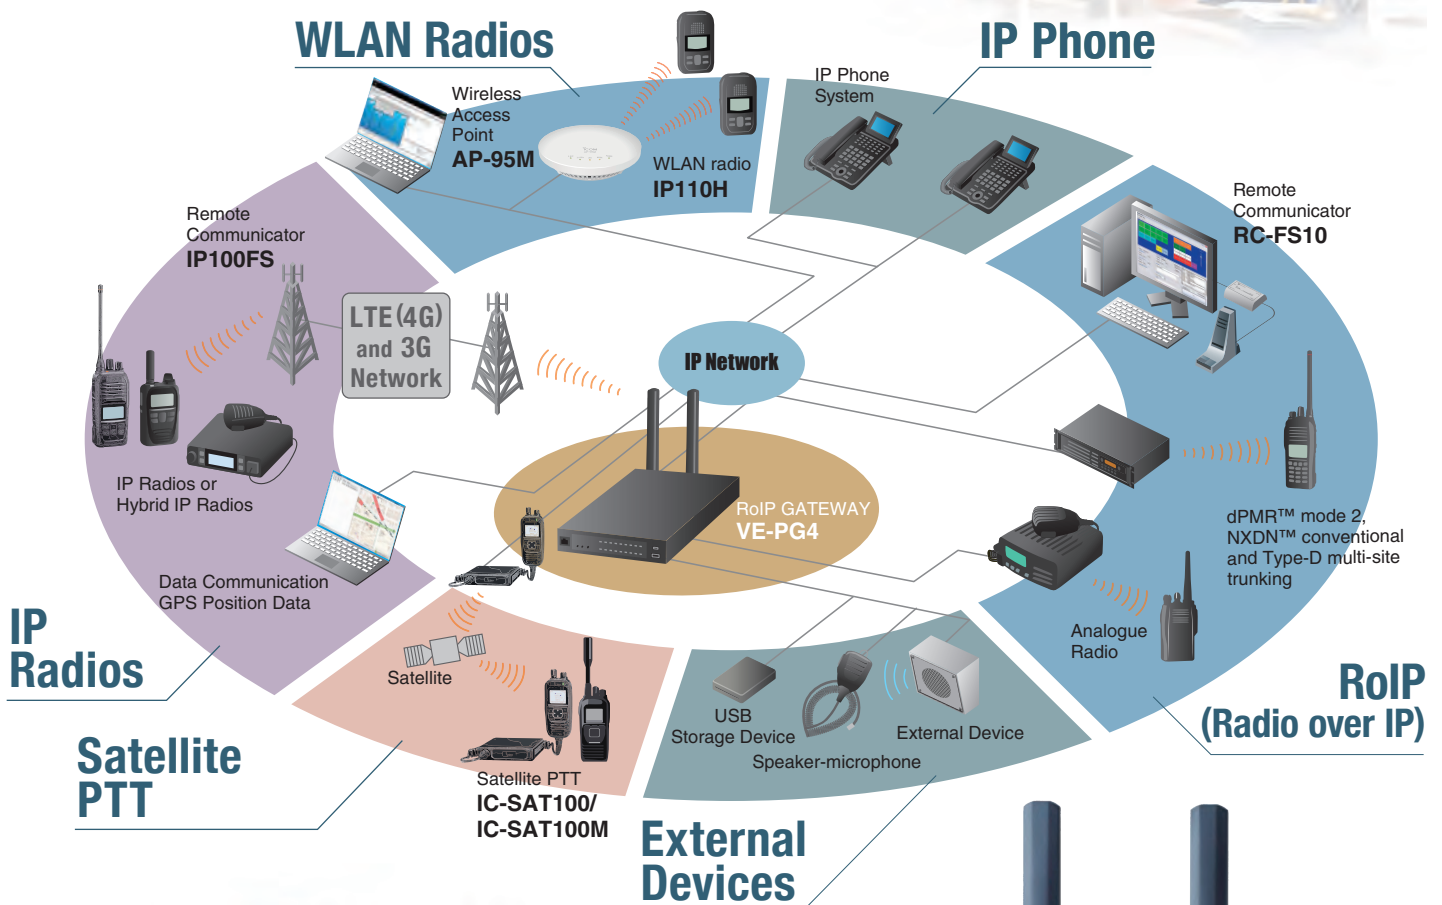 WLAN Radios
IP Phone
Wireless
Access
Point
AP-95M
WLAN radio
IP110H
IP Phone
System
Remote
Communicator
RC-FS10
Remote
Communicator
IP100FS
LTE (4G)
and 3G
Network
IP Network
IP Radios or
Hybrid IP Radios
RoIP GATEWAY
VE-PG4
dPMR™ mode 2,
NXDN™ conventional
and Type-D multi-site
trunking
Data Communication
GPS Position Data
Analogue
Radio
IP
Radios
Satellite
USB
Storage Device
Speaker-microphone
External Device
RoIP
(Radio over IP)
Satellite
PTT
Satellite PTT
IC-SAT100/
IC-SAT100M
External
Devices